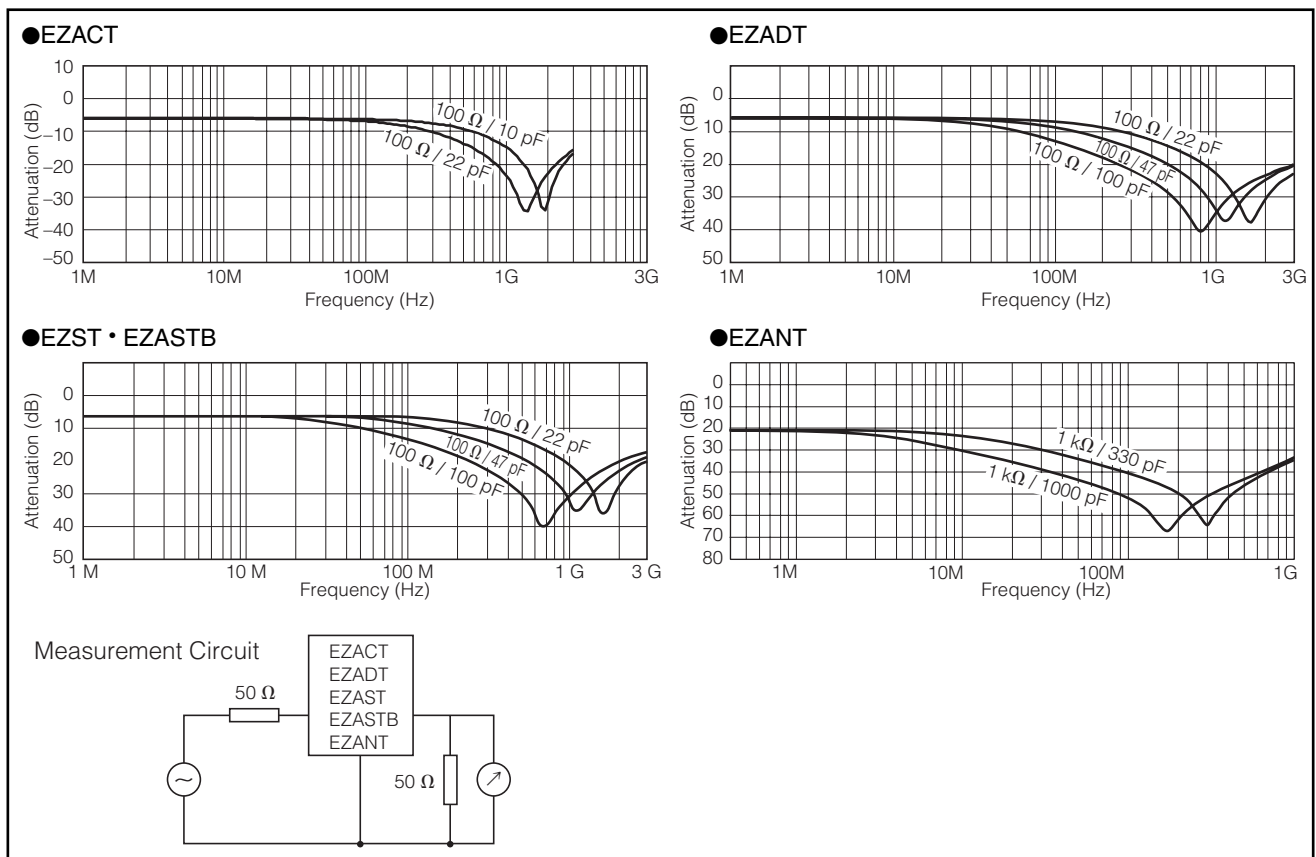 ●EZACT
10
0
–10
–20
–30
–40
–50
Attenuation (dB)
100 Ω / 10 pF
100 Ω / 22 pF
1M
10M
100M
1G
3G
Frequency (Hz)
●EZADT
0
10
20
30
40
50
Attenuation (dB)
100 Ω / 22 pF
100 Ω / 47 pF
100 Ω / 100 pF
1M
10M
100M
1G
3G
Frequency (Hz)
●EZST • EZASTB
0
10
20
30
40
50
Attenuation (dB)
100 Ω / 22 pF
100 Ω / 47 pF
100 Ω / 100 pF
1 M
10 M
100 M
1 G
3 G
Frequency (Hz)
●EZANT
0
10
20
30
40
50
60
70
80
Attenuation (dB)
1 kΩ / 330 pF
1 kΩ / 1000 pF
1M
10M
100M
1G
Frequency (Hz)
Measurement Circuit
50 Ω
EZACT
EZADT
EZAST
EZASTB
EZANT
50 Ω